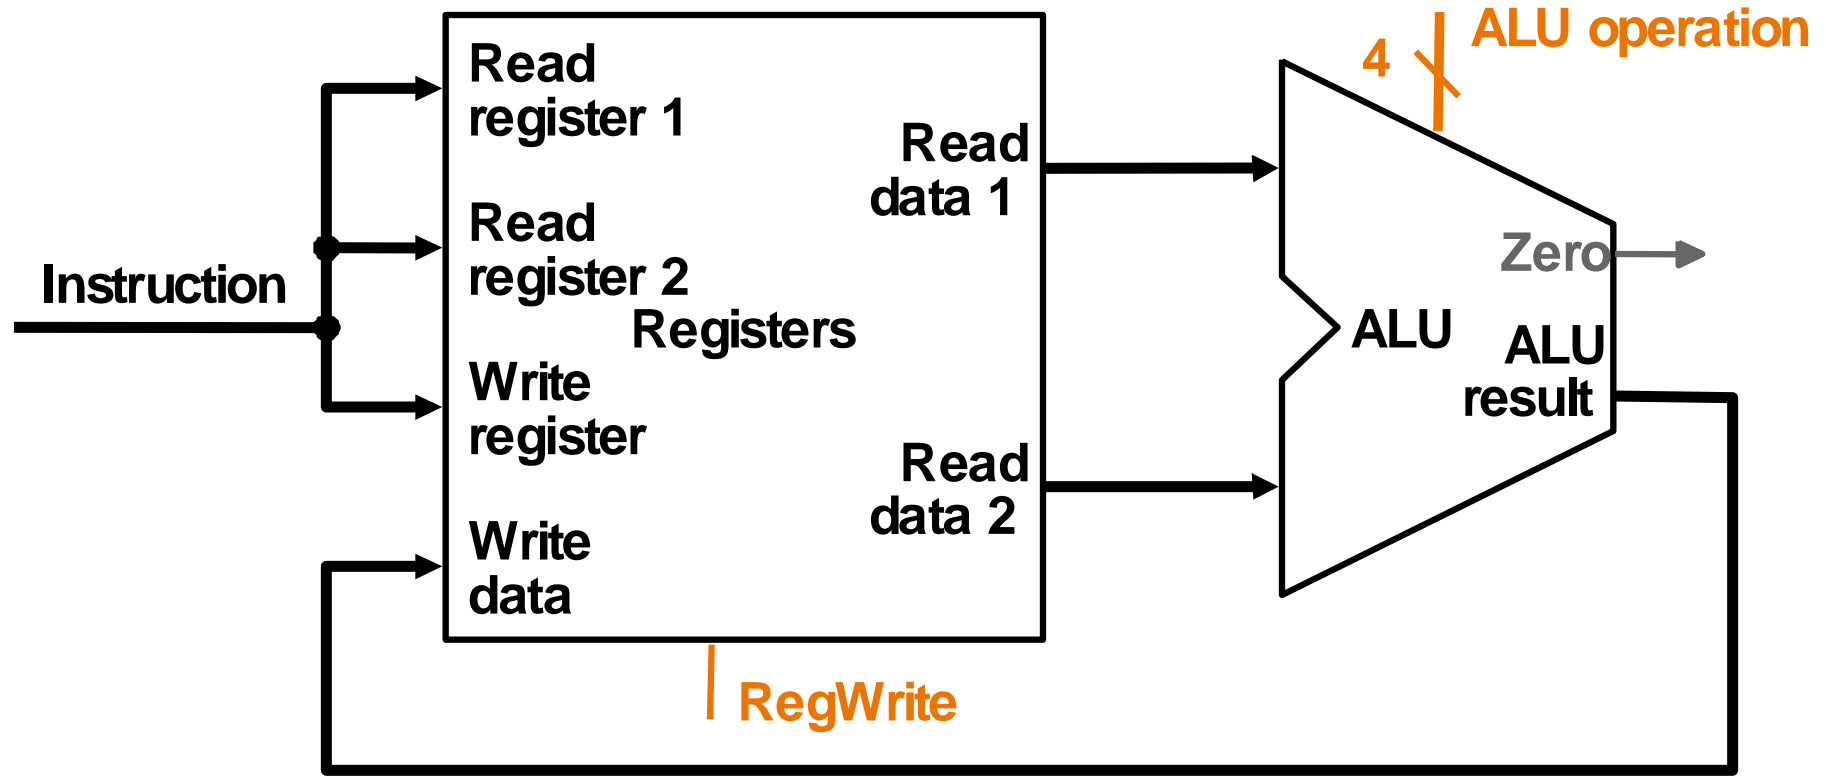 ALU operation
4
Read
register 1
Read
data 1
Read
register 2
Instruction
Registers
Zero
ALU
ALU
result
Write
register
Read
data 2
Write
data
RegWrite